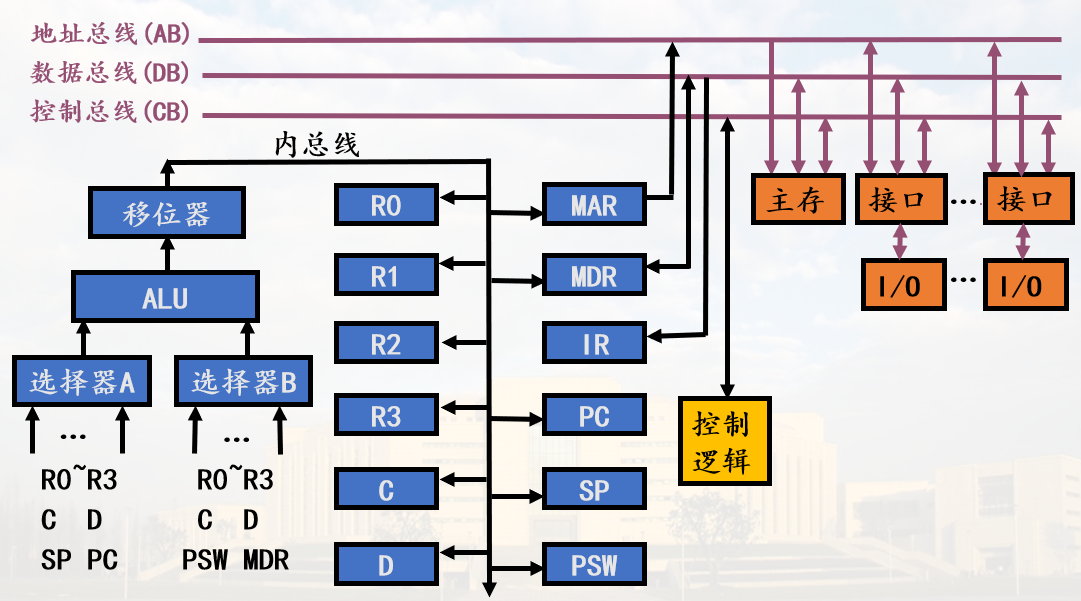 地址总线(AB)
数据总线(DB)
控制总线(CB)
内总线
移位器
ALU
选择器A
选择器B
…
…
R0~R3
C D
SP PC
R0~R3
C D
PSW MDR
R0
R1
R2
R3
C
D
MAR
MDR
IR
PC
SP
PSW
控制
逻辑
主存
接口
…
接口
I/O
…
I/O